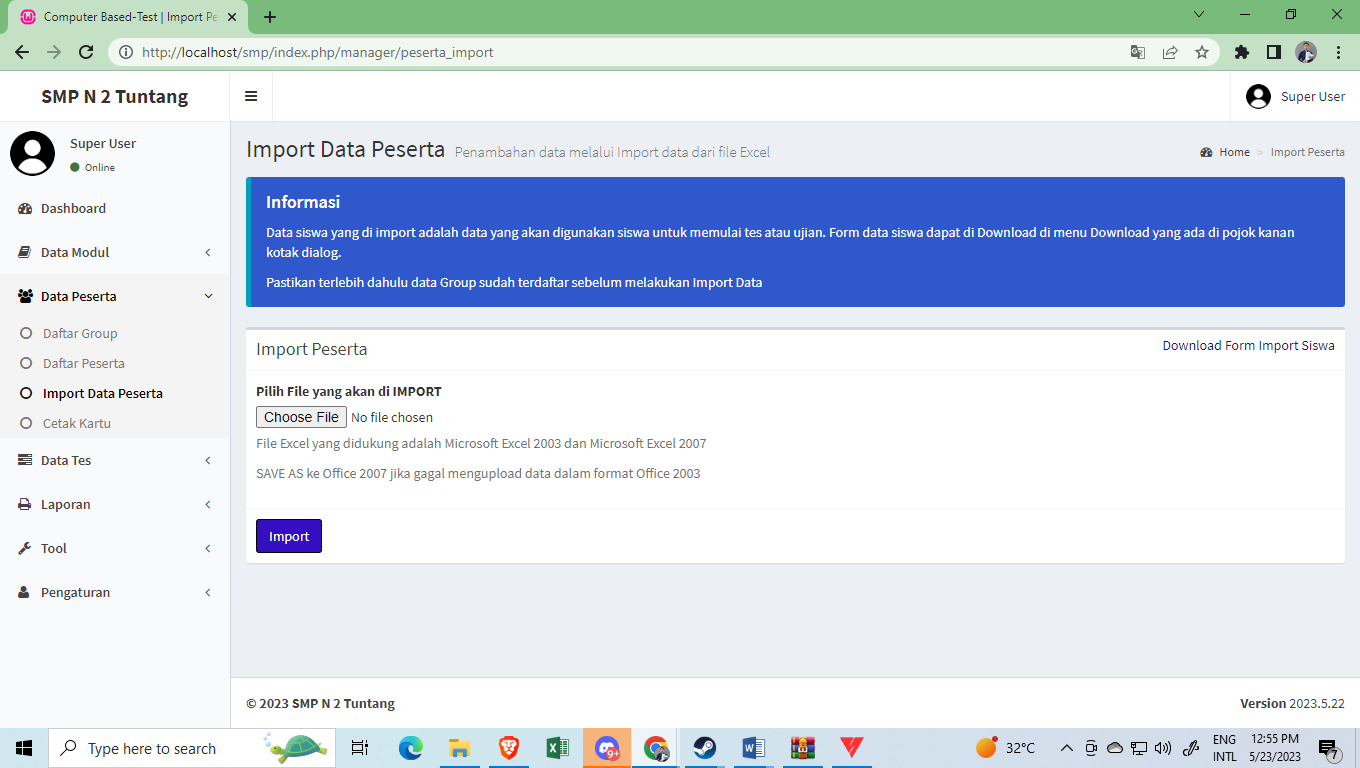 Computer Based-Test | Import Pe
http://localhost/smp/index.php/manager/peserta_import
SMP N 2 Tuntang
Super User
Super User
Online
Import Data Peserta Penambahan data melalui Import data dari file Excel
Home > Import Peserta
Dashboard
Data Modul
Data Peserta
Daftar Group
Daftar Peserta
Import Data Peserta
Cetak Kartu
Data Tes
Laporan
Tool
Pengaturan
Informasi
Data siswa yang di import adalah data yang akan digunakan siswa untuk memulai tes atau ujian. Form data siswa dapat di Download di menu Download yang ada di pojok kanan
kotak dialog.
Pastikan terlebih dahulu data Group sudah terdaftar sebelum melakukan Import Data
Import Peserta
Download Form Import Siswa
Pilih File yang akan di IMPORT
Choose File No file chosen
File Excel yang didukung adalah Microsoft Excel 2003 dan Microsoft Excel 2007
SAVE AS ke Office 2007 jika gagal mengupload data dalam format Office 2003
Import
© 2023 SMP N 2 Tuntang
Version 2023.5.22
Type here to search
9+
32°C
ENG
INTL
12:55 PM
5/23/2023
7